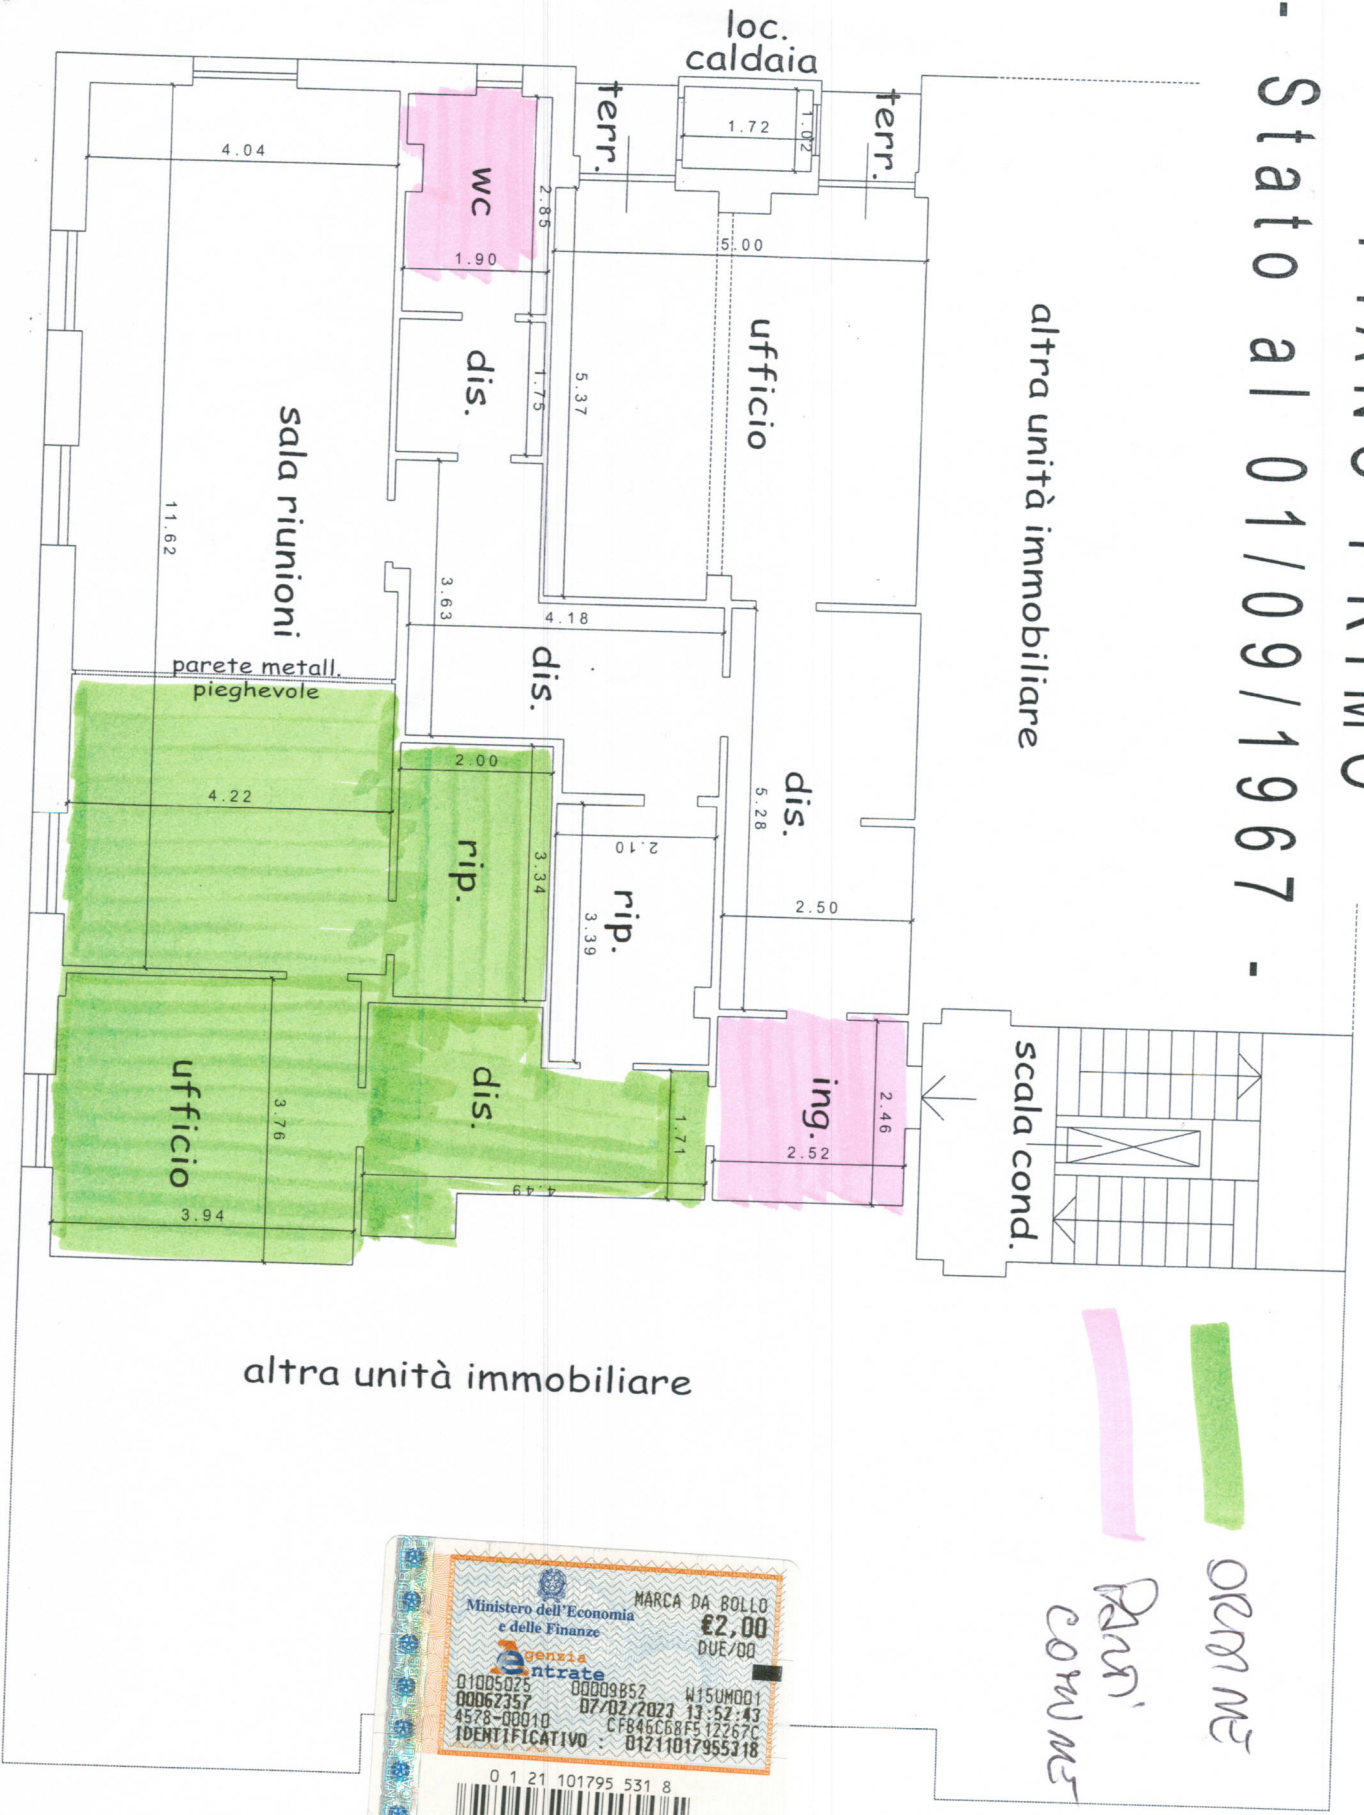 - Stato al 01/09/1967 -
loc.
caldaia
terr.
1.72
1.02
terr.
4.04
wc
2.85
1.90
5.00
ufficio
altra unità immobiliare
dis.
1.75
5.37
sala riunioni
11.62
3.63
4.18
dis.
parete metall.
pieghevole
2.00
4.22
rip.
3.34
2.10
rip.
3.39
5.28
dis.
2.50
ufficio
3.76
3.94
dis.
1.71
4.49
ing.
2.46
2.52
scala cond.
altra unità immobiliare
ORDINE
PARTI
COMUNE
MARCA DA BOLLO
Ministero dell'Economia
e delle Finanze
€2,00
DUE/00
Agenzia
Entrate
01005025 00009B52 W15UM001
00062357 07/02/2023 13:52:43
4578-00010 CFB46C68F512267C
IDENTIFICATIVO : 01211017955318
0 1 21 101795 531 8